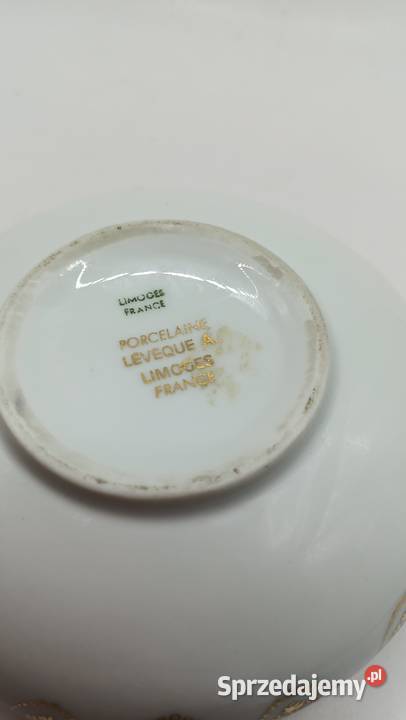 LIMOGES
FRANCE
PORCELAINE
LEVEQUE A
LIMOGES
FRANCE
Sprzedajemy.pl